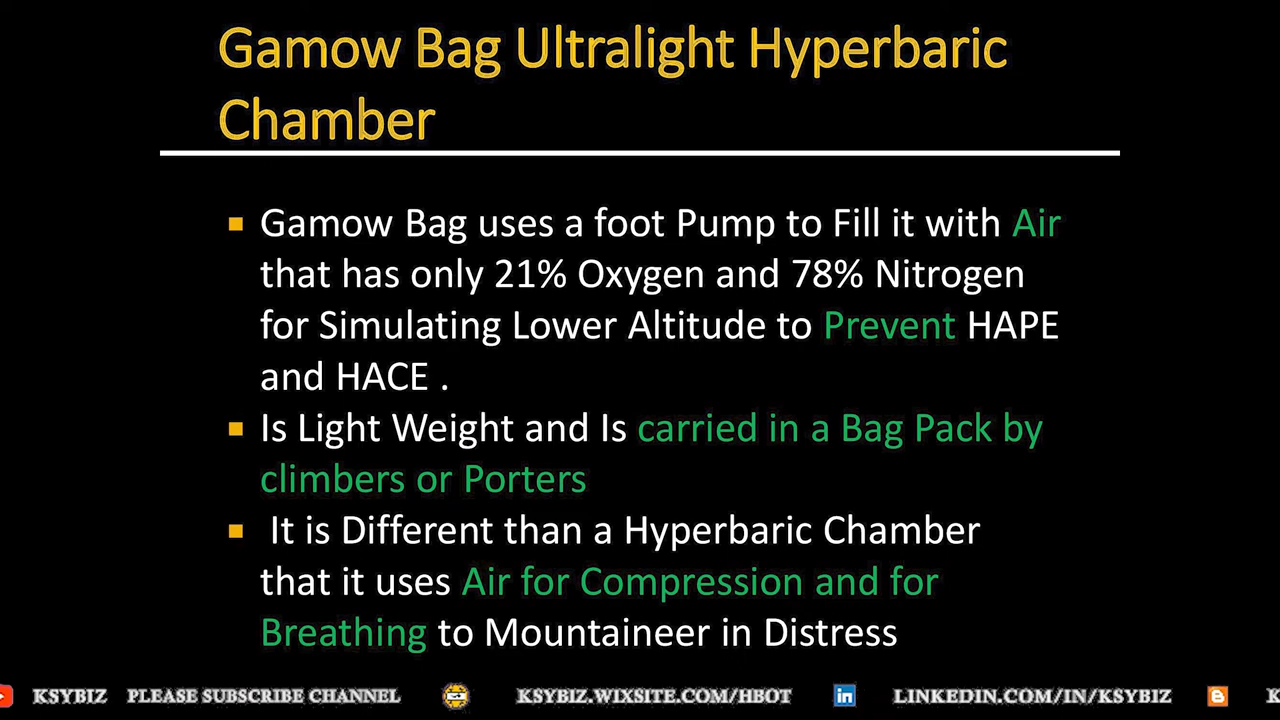 Gamow Bag Ultralight Hyperbaric
Chamber
Gamow Bag uses a foot Pump to Fill it with Air
that has only 21% Oxygen and 78% Nitrogen
for Simulating Lower Altitude to Prevent HAPE
and HACE .
Is Light Weight and Is carried in a Bag Pack by
climbers or Porters
It is Different than a Hyperbaric Chamber
that it uses Air for Compression and for
Breathing to Mountaineer in Distress
KSYBIZ PLEASE SUBSCRIBE CHANNEL KSYBIZ.WIXSITE.COM/HBOT in LINKEDIN.COM/IN/KSYBIZ K